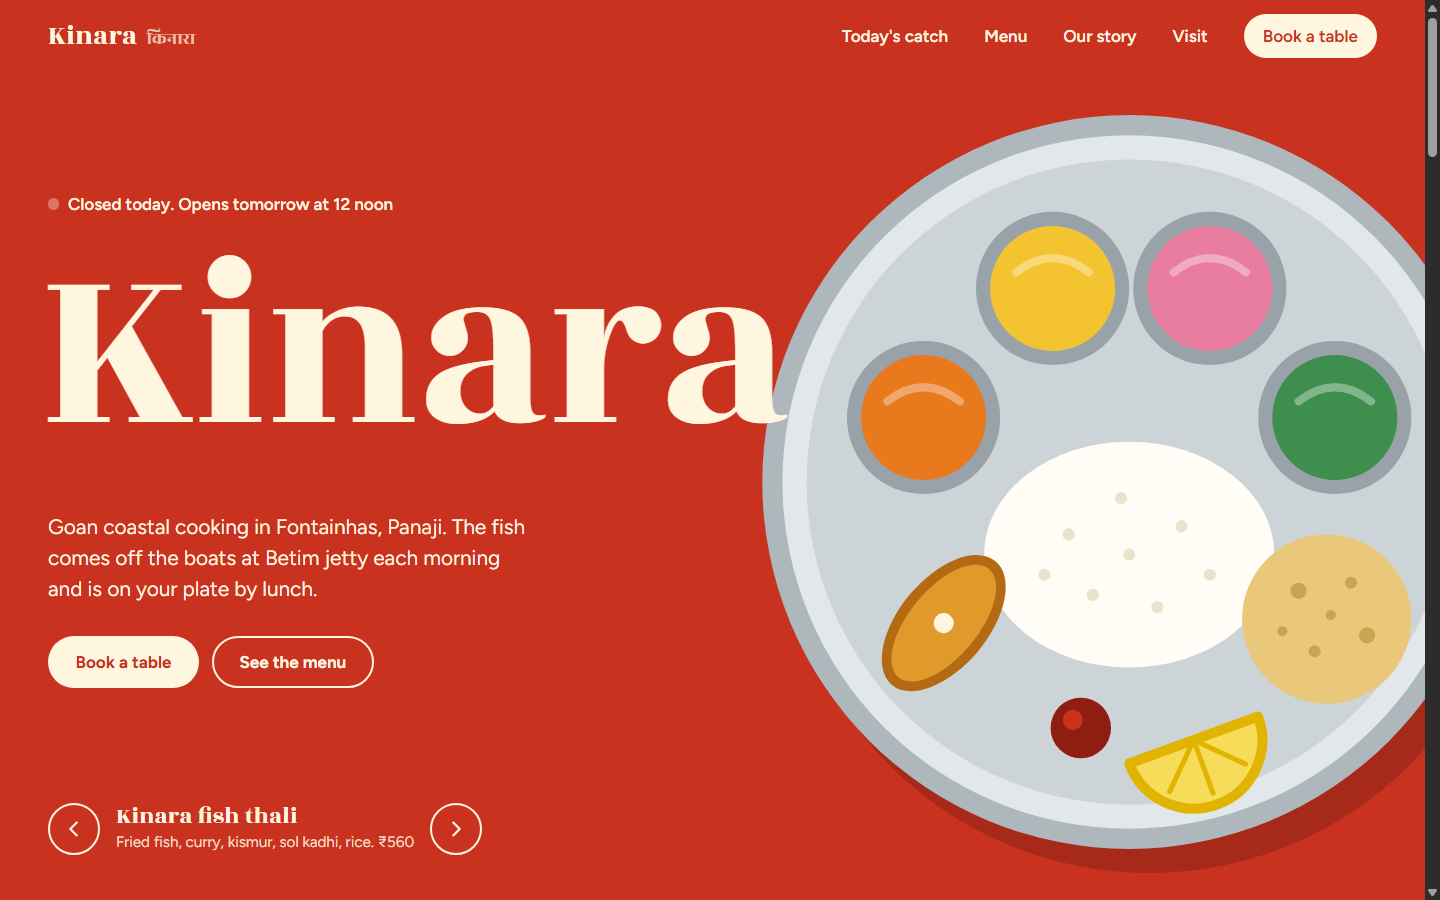 Kinara किनारा
Today's catch
Menu
Our story
Visit
Book a table
Closed today. Opens tomorrow at 12 noon
Kinara
Goan coastal cooking in Fontainhas, Panaji. The fish
comes off the boats at Betim jetty each morning
and is on your plate by lunch.
Book a table
See the menu
Kinara fish thali
Fried fish, curry, kismur, sol kadhi, rice. ₹560